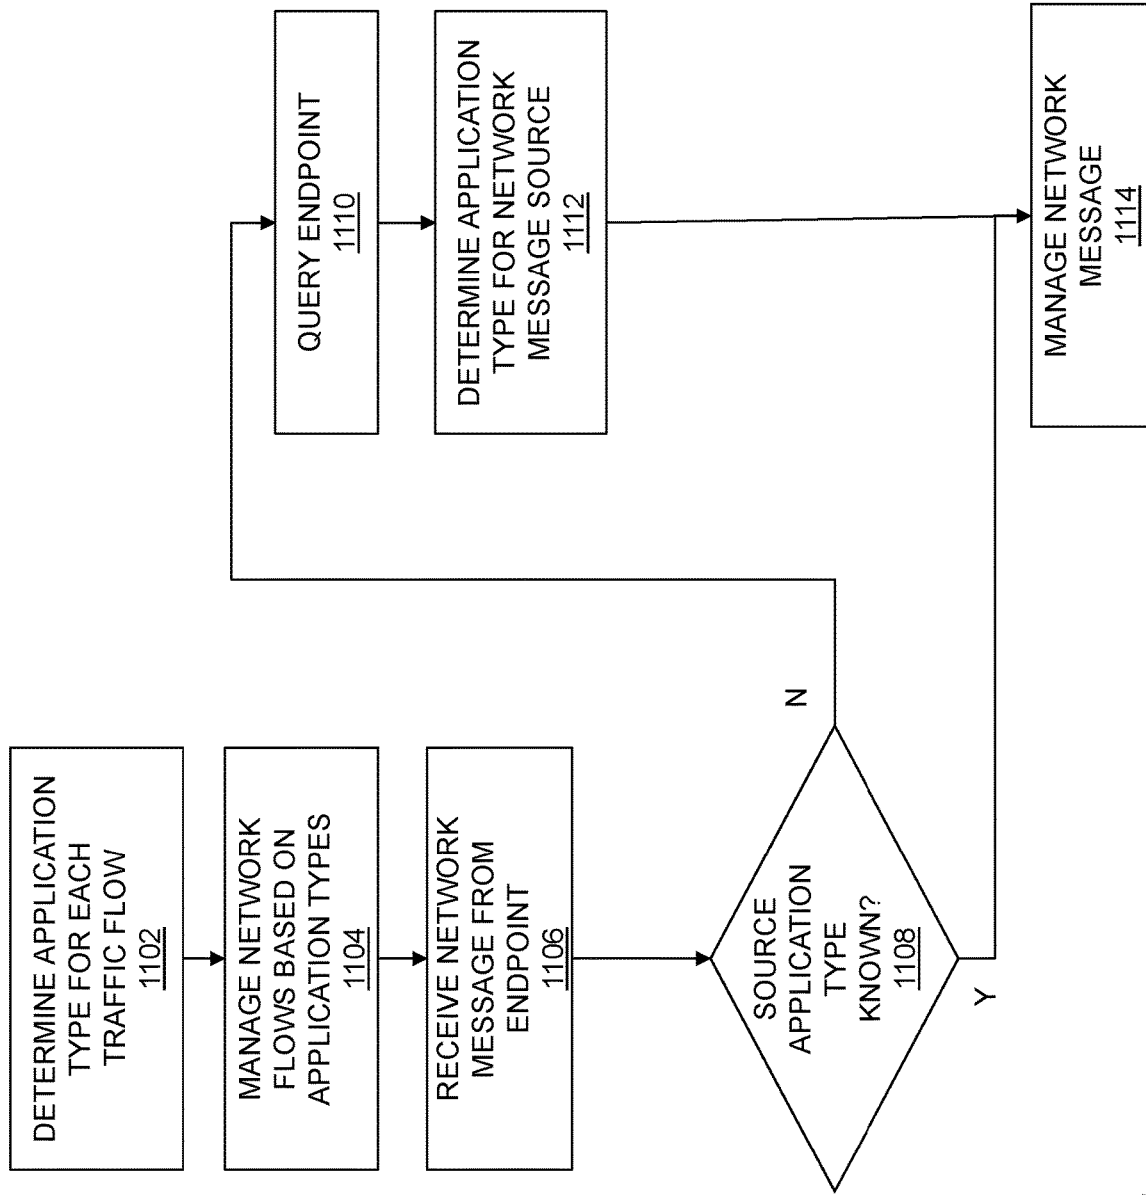 DETERMINE APPLICATION
TYPE FOR EACH
TRAFFIC FLOW
1102
MANAGE NETWORK
FLOWS BASED ON
APPLICATION TYPES
1104
RECEIVE NETWORK
MESSAGE FROM
ENDPOINT
1106
SOURCE
APPLICATION
TYPE
KNOWN?
1108
N
Y
QUERY ENDPOINT
1110
DETERMINE APPLICATION
TYPE FOR NETWORK
MESSAGE SOURCE
1112
MANAGE NETWORK
MESSAGE
1114